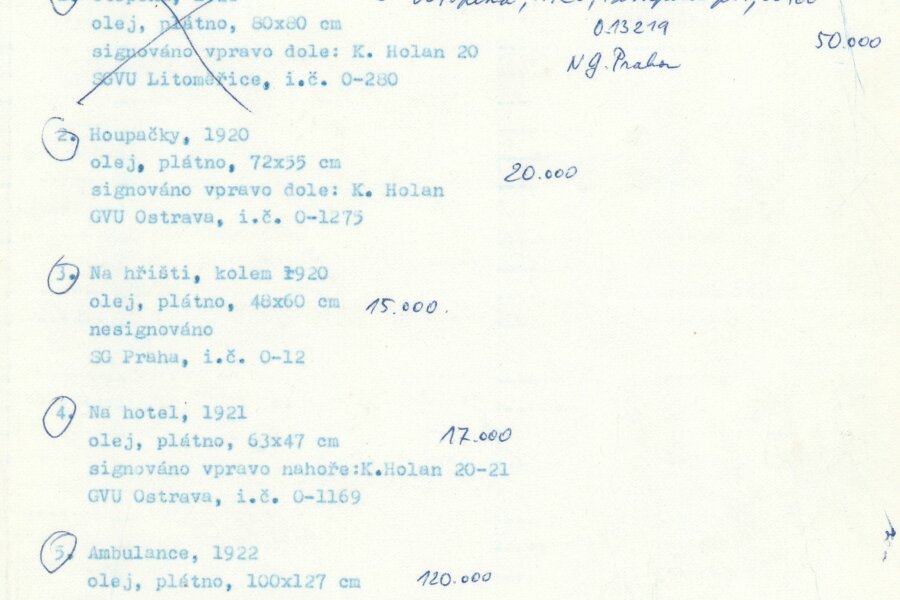 olej, plátno, 80x80 cm
O 13219
50.000
signováno vpravo dole: K. Holan 20
N.G. Praha
SGVU Litoměřice, i.č. O-280
2. Houpačky, 1920
olej, plátno, 72x55 cm
20.000
signováno vpravo dole: K. Holan
GVU Ostrava, i.č. O-1275
3. Na hřišti, kolem 1920
olej, plátno, 48x60 cm 15.000.
nesignováno
SG Praha, i.č. O-12
4. Na hotel, 1921
olej, plátno, 63x47 cm 17.000
signováno vpravo nahoře:K.Holan 20-21
GVU Ostrava, i.č. O-1169
5. Ambulance, 1922
olej, plátno, 100x127 cm 120.000